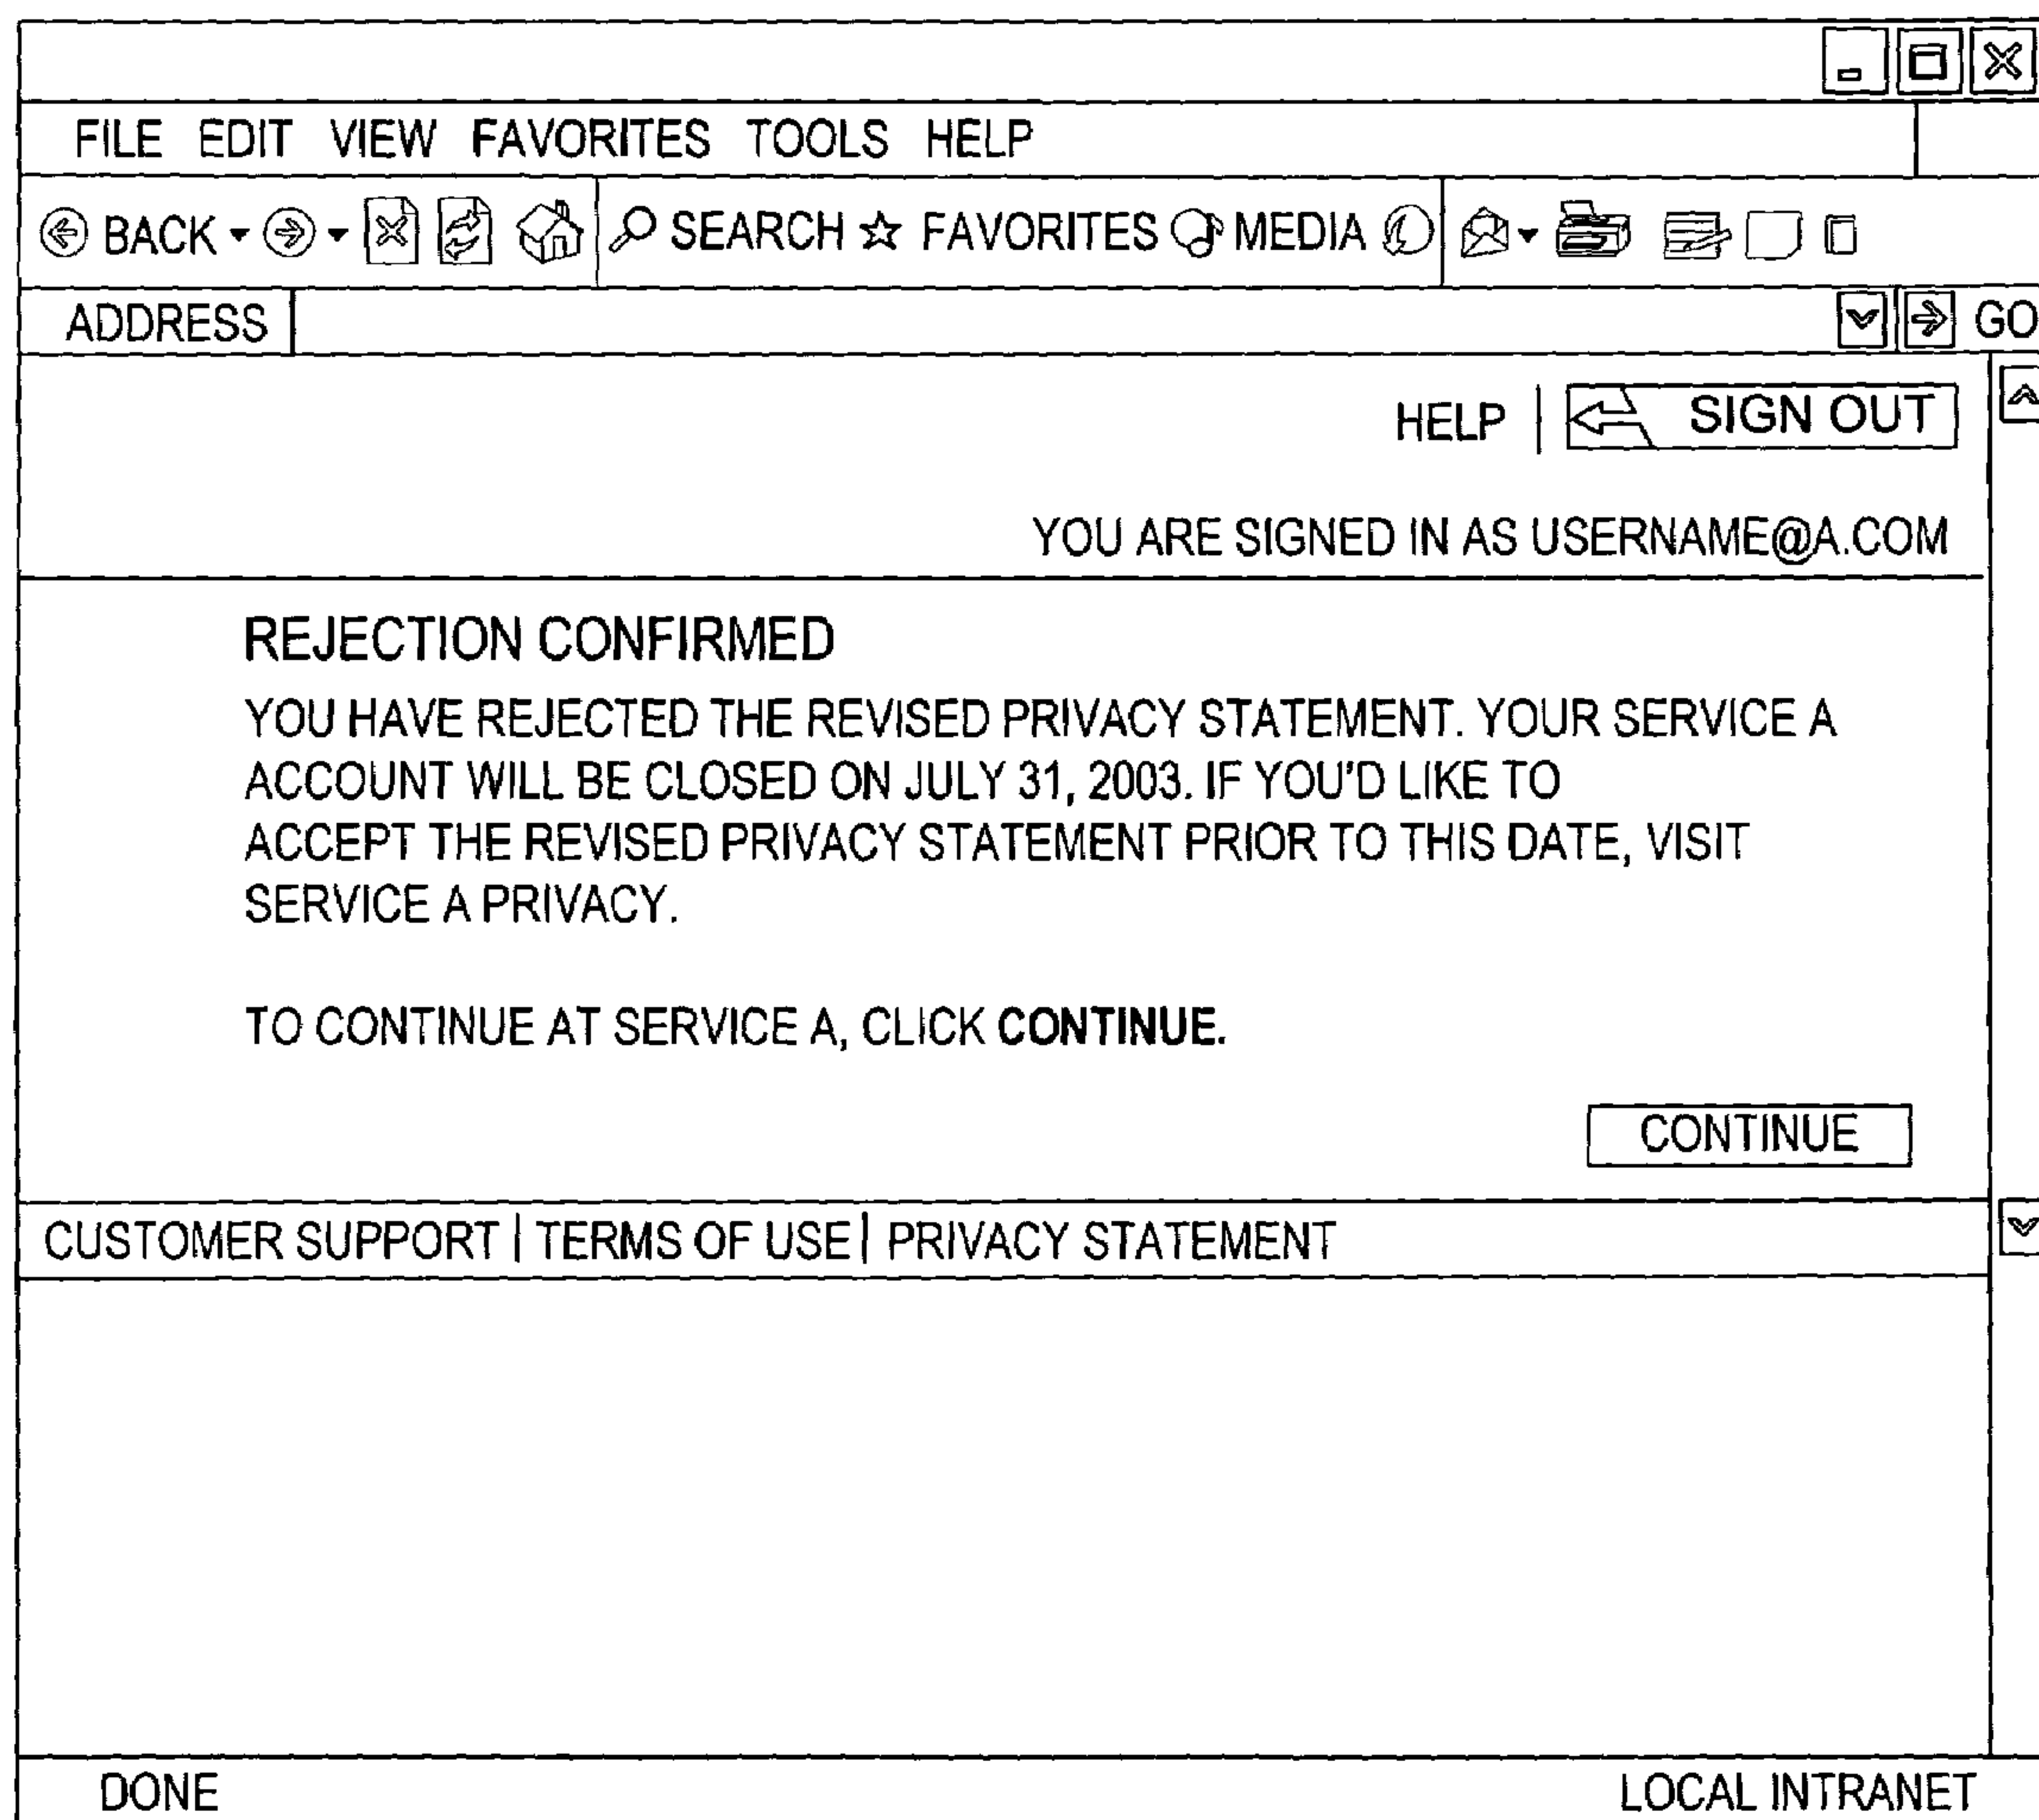 FILE EDIT VIEW FAVORITES TOOLS HELP
BACK SEARCH FAVORITES MEDIA
ADDRESS GO
HELP | SIGN OUT
YOU ARE SIGNED IN AS USERNAME@A.COM
REJECTION CONFIRMED
YOU HAVE REJECTED THE REVISED PRIVACY STATEMENT. YOUR SERVICE A
ACCOUNT WILL BE CLOSED ON JULY 31, 2003. IF YOU'D LIKE TO
ACCEPT THE REVISED PRIVACY STATEMENT PRIOR TO THIS DATE, VISIT
SERVICE A PRIVACY.
TO CONTINUE AT SERVICE A, CLICK CONTINUE.
CONTINUE
CUSTOMER SUPPORT | TERMS OF USE | PRIVACY STATEMENT
DONE LOCAL INTRANET